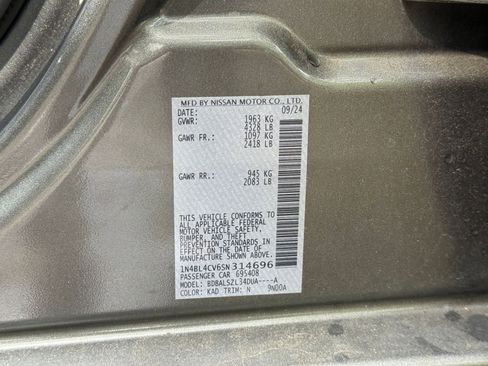 MFD BY NISSAN MOTOR CO., LTD.
DATE: 09/24
GVWR: 1963 KG
4328 LB
GAWR FR.: 1097 KG
2418 LB
GAWR RR.: 945 KG
2083 LB
THIS VEHICLE CONFORMS TO
ALL APPLICABLE FEDERAL
MOTOR VEHICLE SAFETY,
BUMPER, AND THEFT
PREVENTION STANDARDS IN
EFFECT ON THE DATE OF
MANUFACTURE SHOWN ABOVE.
1N4BL4CV6SN314696
PASSENGER CAR 695408
MODEL: BDBALSZL34DUA----A
COLOR: KAD TRIM: N 9N00A